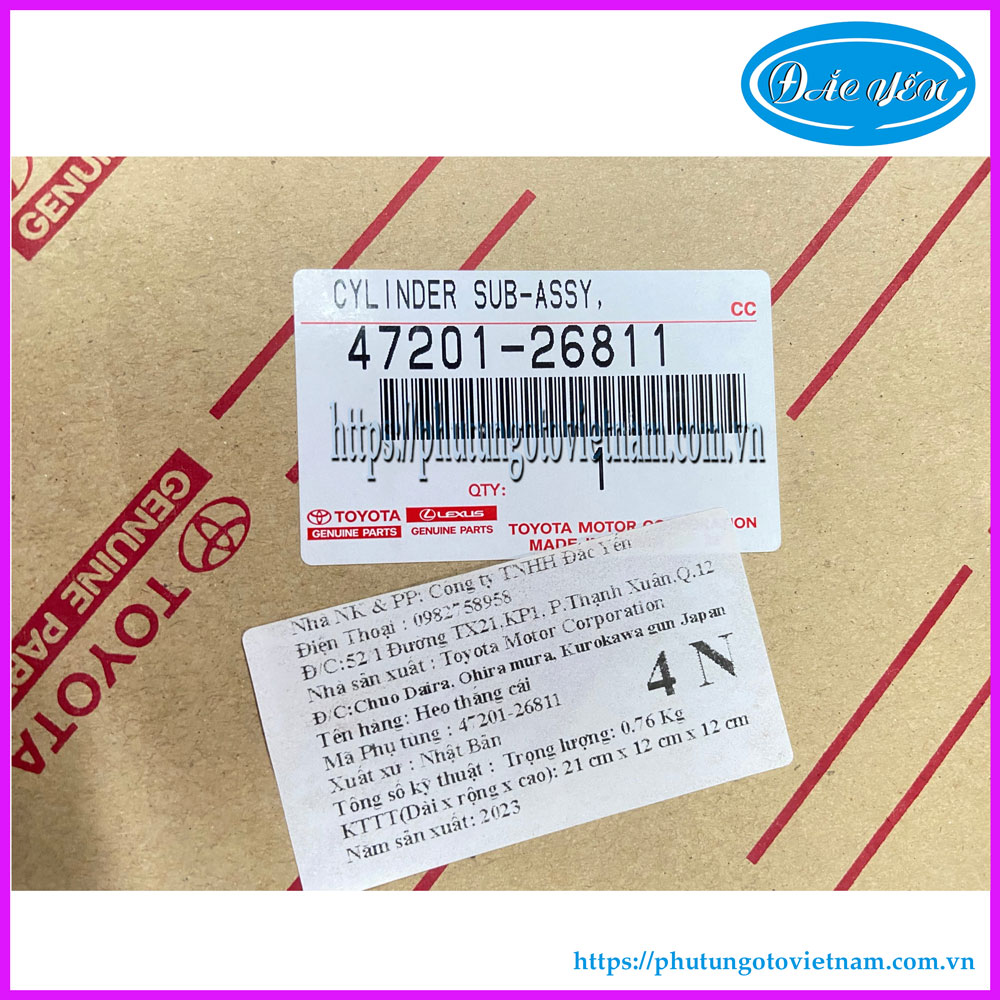 ĐẮC YẾN
GENUINE
TOYOTA
CYLINDER SUB-ASSY,
CC
47201-26811
https://phutungotovietnam.com.vn
1
QTY:
TOYOTA
GENUINE PARTS
LEXUS
GENUINE PARTS
TOYOTA MOTOR CORPORATION
MADE
TOYOTA
GENUINE PAR
Nhà NK & PP: Công ty TNHH Đắc Yến
Điện Thoại : 0982758958
Đ/C:52/1 Đường TX21,KP1, P.Thạnh Xuân,Q.12
Nhà sản xuất : Toyota Motor Corporation
Đ/C:Chuo Daira, Ohira mura, Kurokawa gun Japan
Tên hàng: Heo thắng cái
Mã Phụ tùng : 47201-26811
Xuất xứ : Nhật Bản
4 N
Tông số kỹ thuật : Trọng lượng: 0.76 Kg
KTTT(Dài x rộng x cao): 21 cm x 12 cm x 12 cm
Năm sản xuất: 2023
https://phutungotovietnam.com.vn